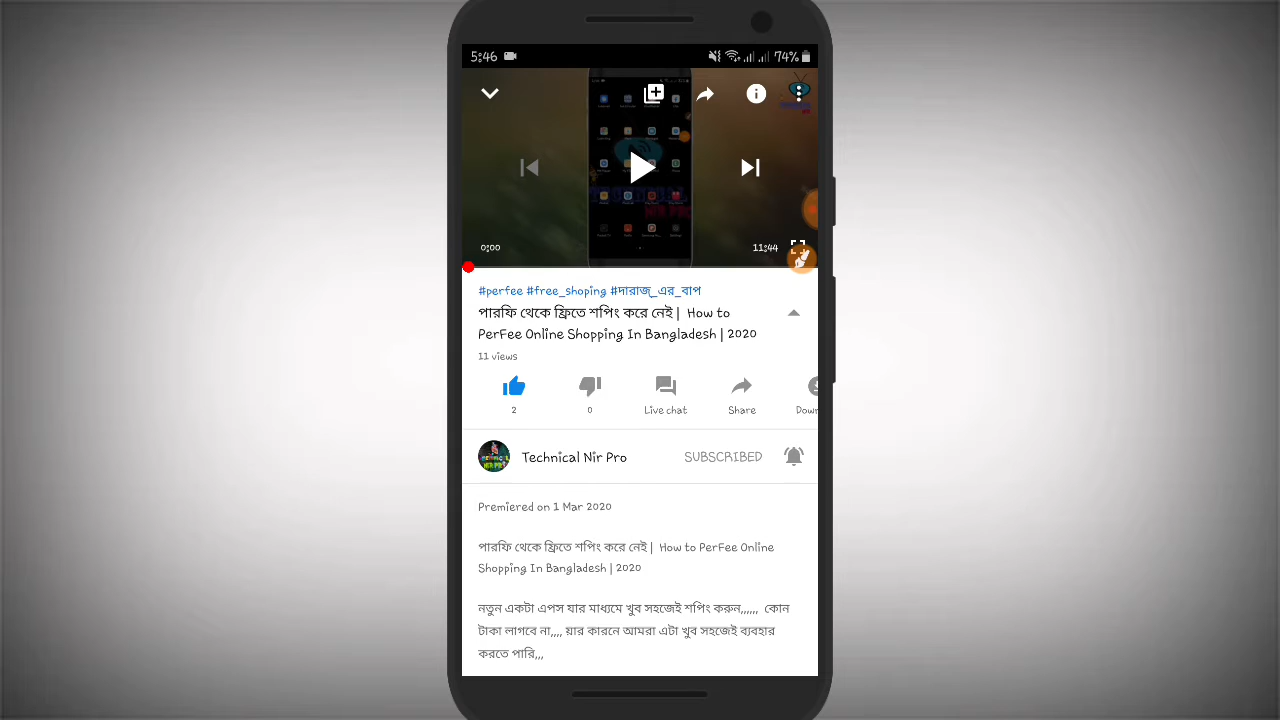 5:46 74%
0:00 11:44
#perfee #free_shoping #দারাজ্_এর_বাপ
পারফি থেকে ফ্রিতে শপিং করে নেই | How to
PerFee Online Shopping In Bangladesh | 2020
11 views
2 0 Live chat Share Down
Technical Nir Pro SUBSCRIBED
Premiered on 1 Mar 2020
পারফি থেকে ফ্রিতে শপিং করে নেই | How to PerFee Online
Shopping In Bangladesh | 2020
নতুন একটা এপস যার মাধ্যমে খুব সহজেই শপিং করুন,,,,,, কোন
টাকা লাগবে না,,,, য়ার কারনে আমরা এটা খুব সহজেই ব্যবহার
করতে পারি,,,